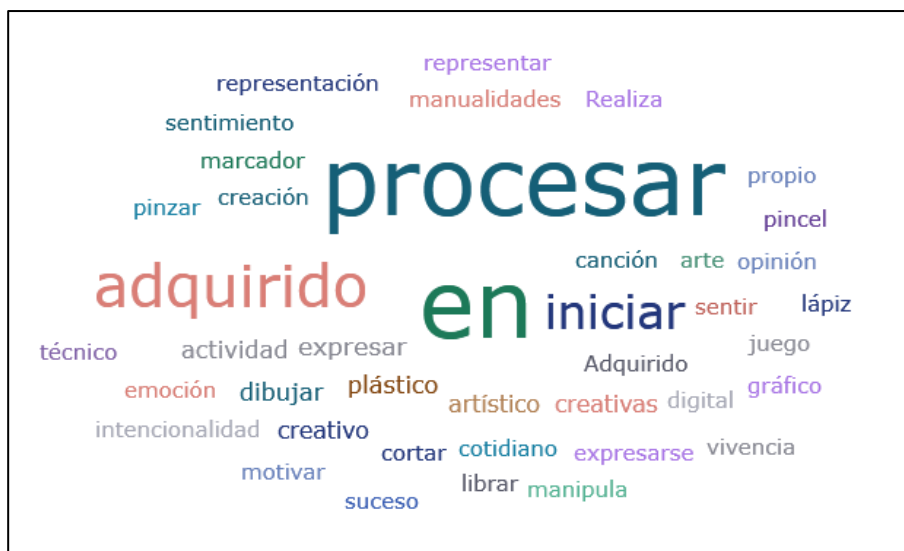 representar
representación
manualidades Realiza
sentimiento
marcador
procesar
propio
pinzar
creación
pincel
canción arte opinión
adquirido
en
iniciar
sentir
lápiz
técnico
actividad
expresar
juego
Adquirido
emoción
dibujar
plástico
gráfico
artístico
creativas
digital
intencionalidad
creativo
cortar
cotidiano
expresarse
vivencia
motivar
librar
manipula
suceso